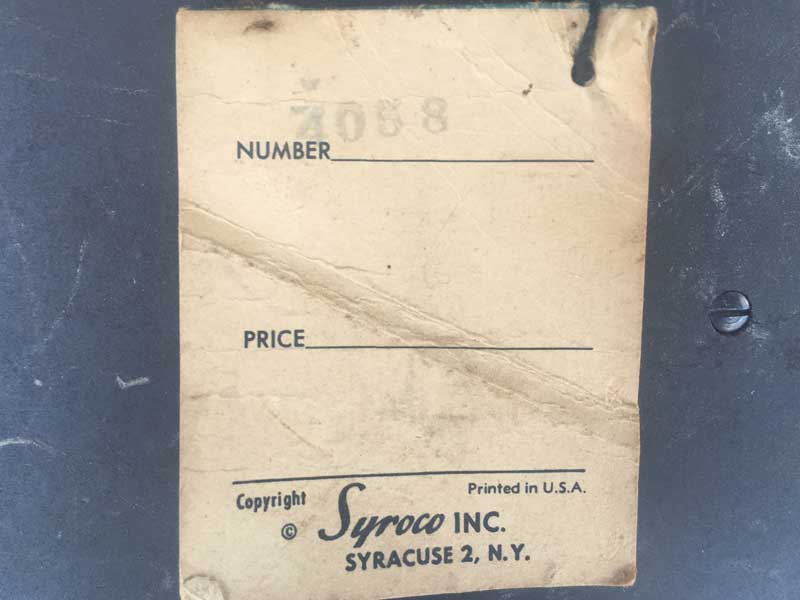 NUMBER
PRICE
Copyright Printed in U.S.A.
© Syroco INC.
SYRACUSE 2, N.Y.